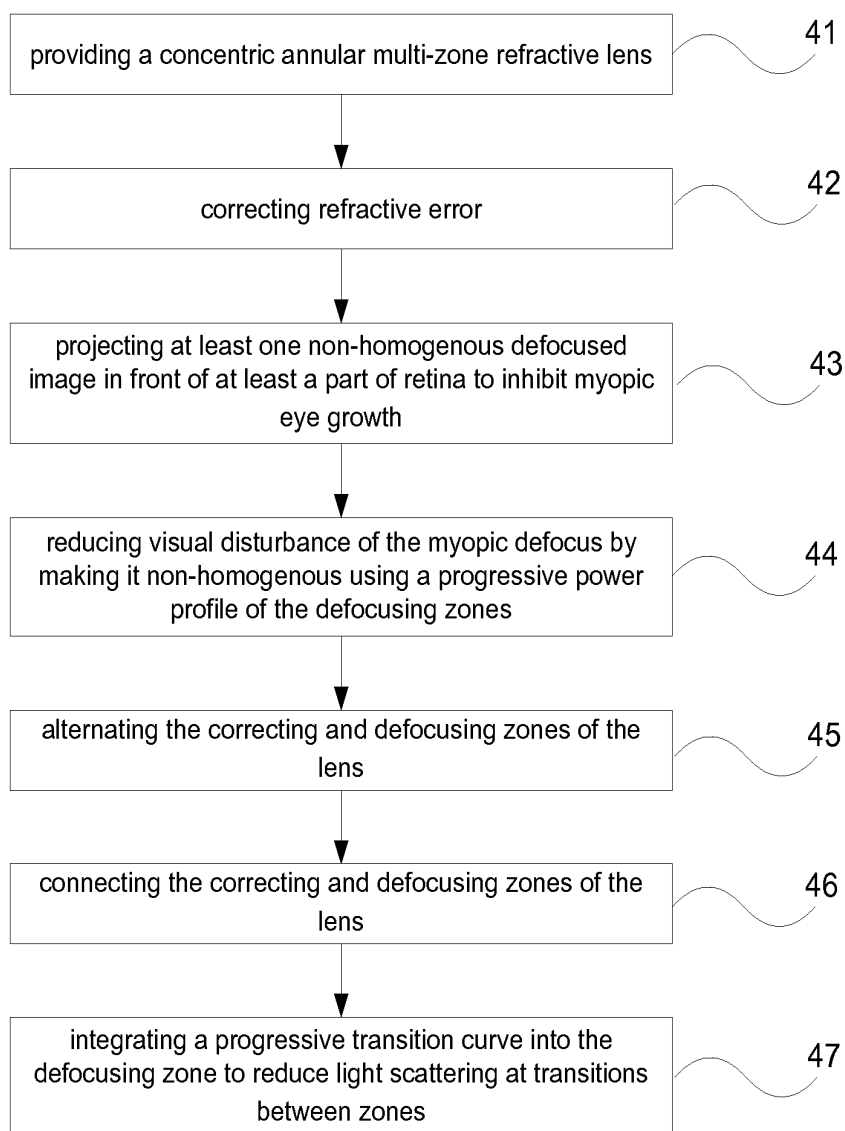 providing a concentric annular multi-zone refractive lens
41
correcting refractive error
42
projecting at least one non-homogenous defocused
image in front of at least a part of retina to inhibit myopic
eye growth
43
reducing visual disturbance of the myopic defocus by
making it non-homogenous using a progressive power
profile of the defocusing zones
44
alternating the correcting and defocusing zones of the
lens
45
connecting the correcting and defocusing zones of the
lens
46
integrating a progressive transition curve into the
defocusing zone to reduce light scattering at transitions
between zones
47